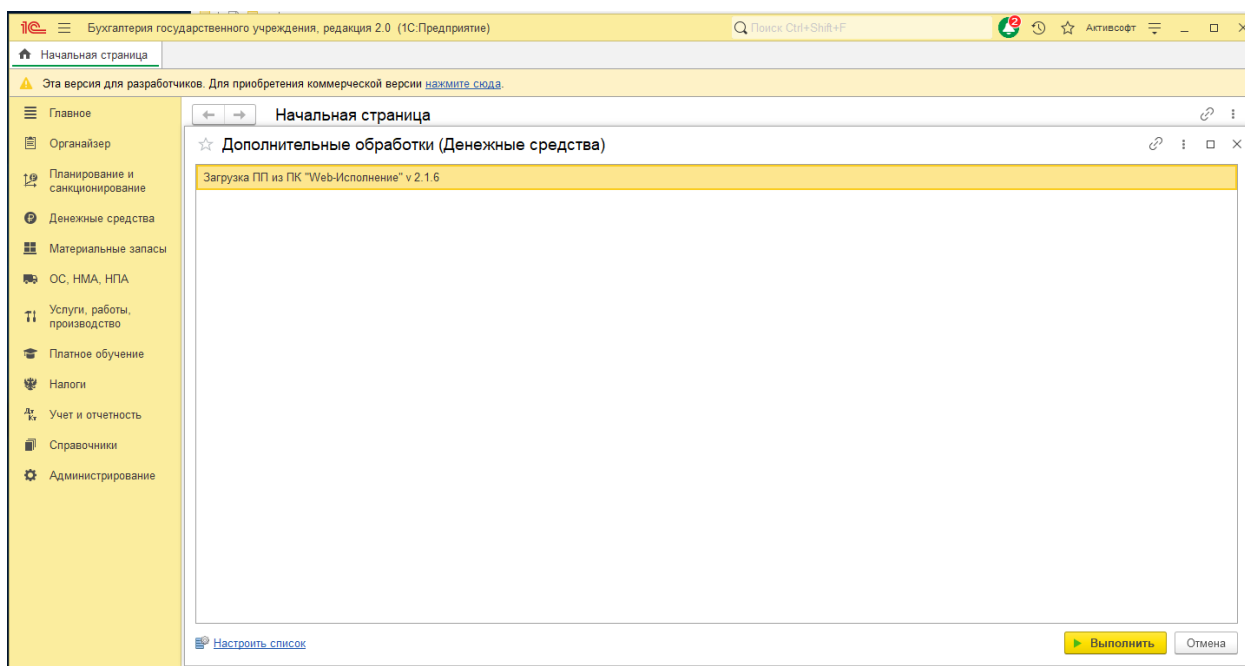 1С Бухгалтерия государственного учреждения, редакция 2.0 (1С:Предприятие) Поиск Ctrl+Shift+F 2 Активсофт
Начальная страница
Эта версия для разработчиков. Для приобретения коммерческой версии нажмите сюда.
Главное
Органайзер
Планирование и
санкционирование
Денежные средства
Материальные запасы
ОС, НМА, НПА
Услуги, работы,
производство
Платное обучение
Налоги
Дт
Кт
Учет и отчетность
Справочники
Администрирование
Начальная страница
Дополнительные обработки (Денежные средства)
Загрузка ПП из ПК "Web-Исполнение" v 2.1.6
Настроить список
Выполнить
Отмена